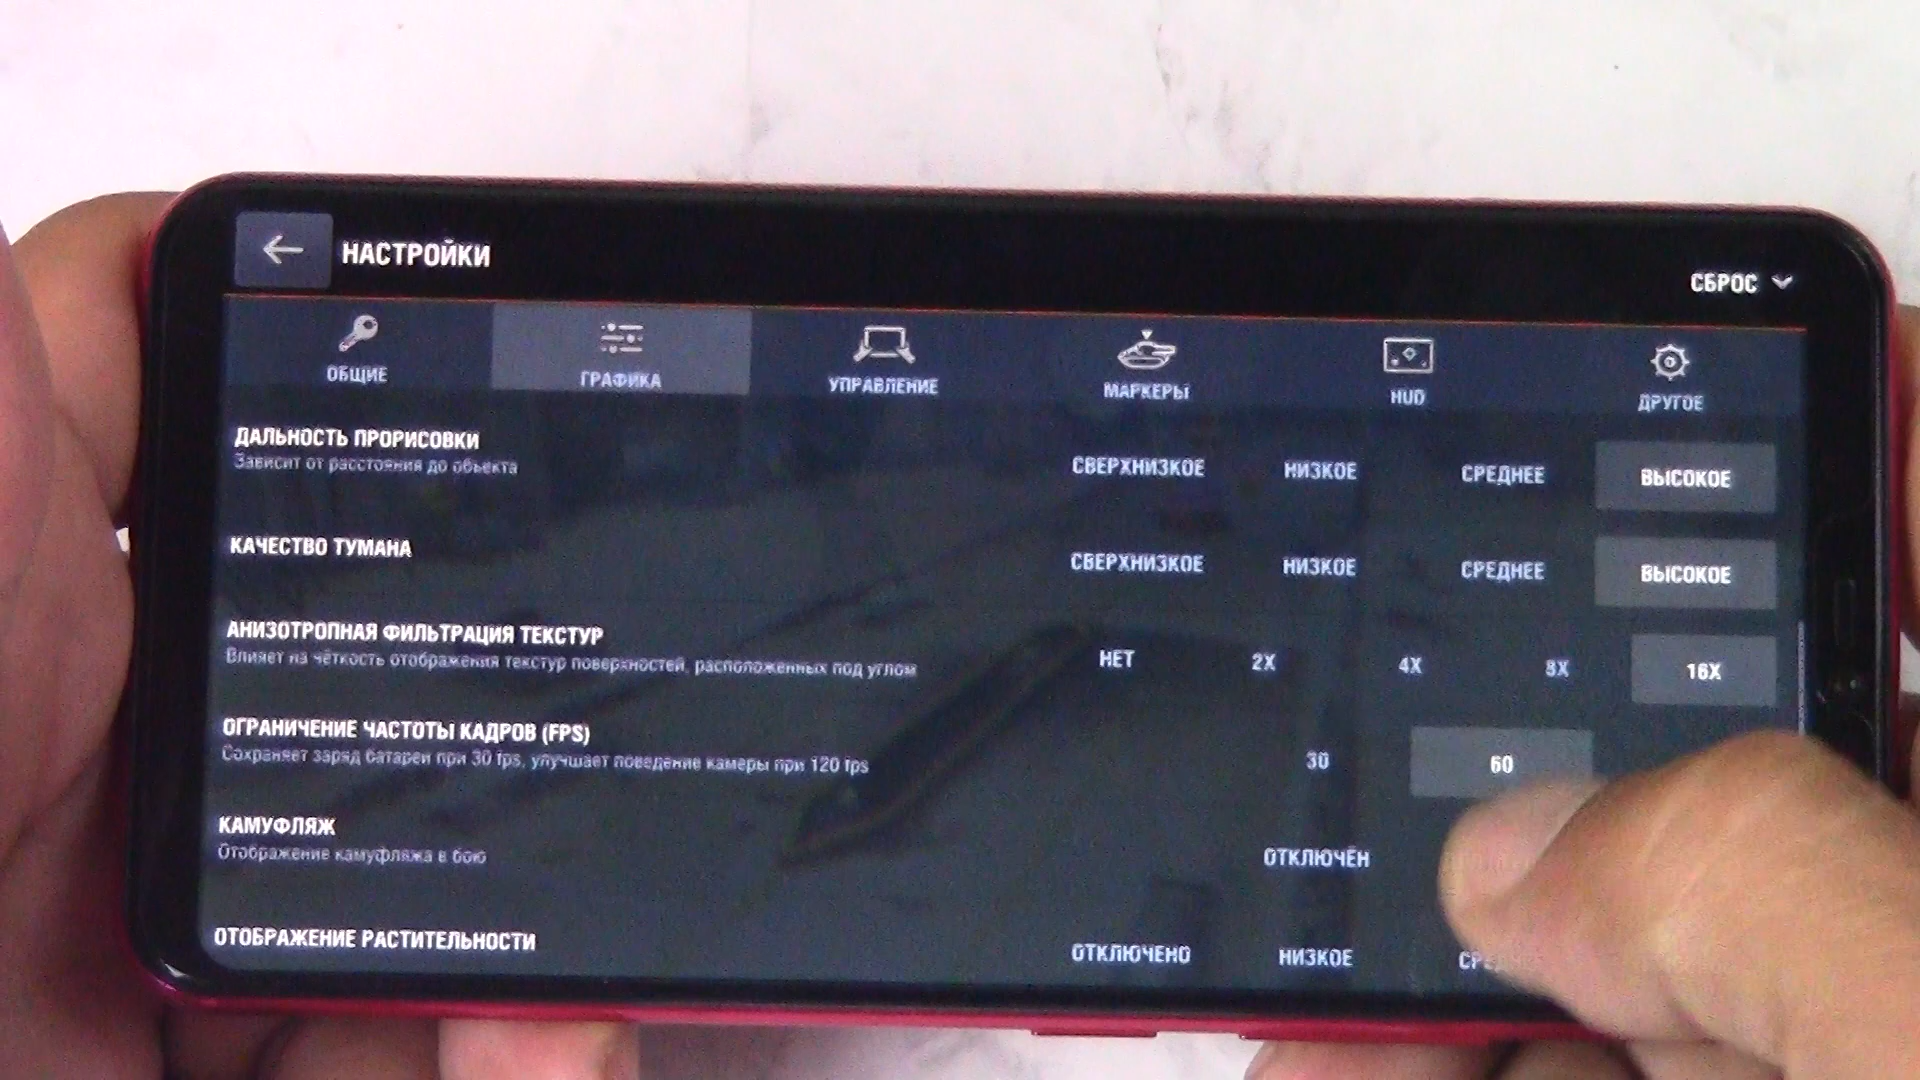 НАСТРОЙКИ
СБРОС
ОБЩИЕ
ГРАФИКА
УПРАВЛЕНИЕ
МАРКЕРЫ
HUD
ДРУГОЕ
ДАЛЬНОСТЬ ПРОРИСОВКИ
Зависит от расстояния до объекта
СВЕРХНИЗКОЕ НИЗКОЕ СРЕДНЕЕ ВЫСОКОЕ
КАЧЕСТВО ТУМАНА
СВЕРХНИЗКОЕ НИЗКОЕ СРЕДНЕЕ ВЫСОКОЕ
АНИЗОТРОПНАЯ ФИЛЬТРАЦИЯ ТЕКСТУР
Влияет на чёткость отображения текстур поверхностей, расположенных под углом
НЕТ 2X 4X 8X 16X
ОГРАНИЧЕНИЕ ЧАСТОТЫ КАДРОВ (FPS)
Сохраняет заряд батареи при 30 fps, улучшает поведение камеры при 120 fps
30 60
КАМУФЛЯЖ
Отображение камуфляжа в бою
ОТКЛЮЧЁН
ОТОБРАЖЕНИЕ РАСТИТЕЛЬНОСТИ
ОТКЛЮЧЕНО НИЗКОЕ